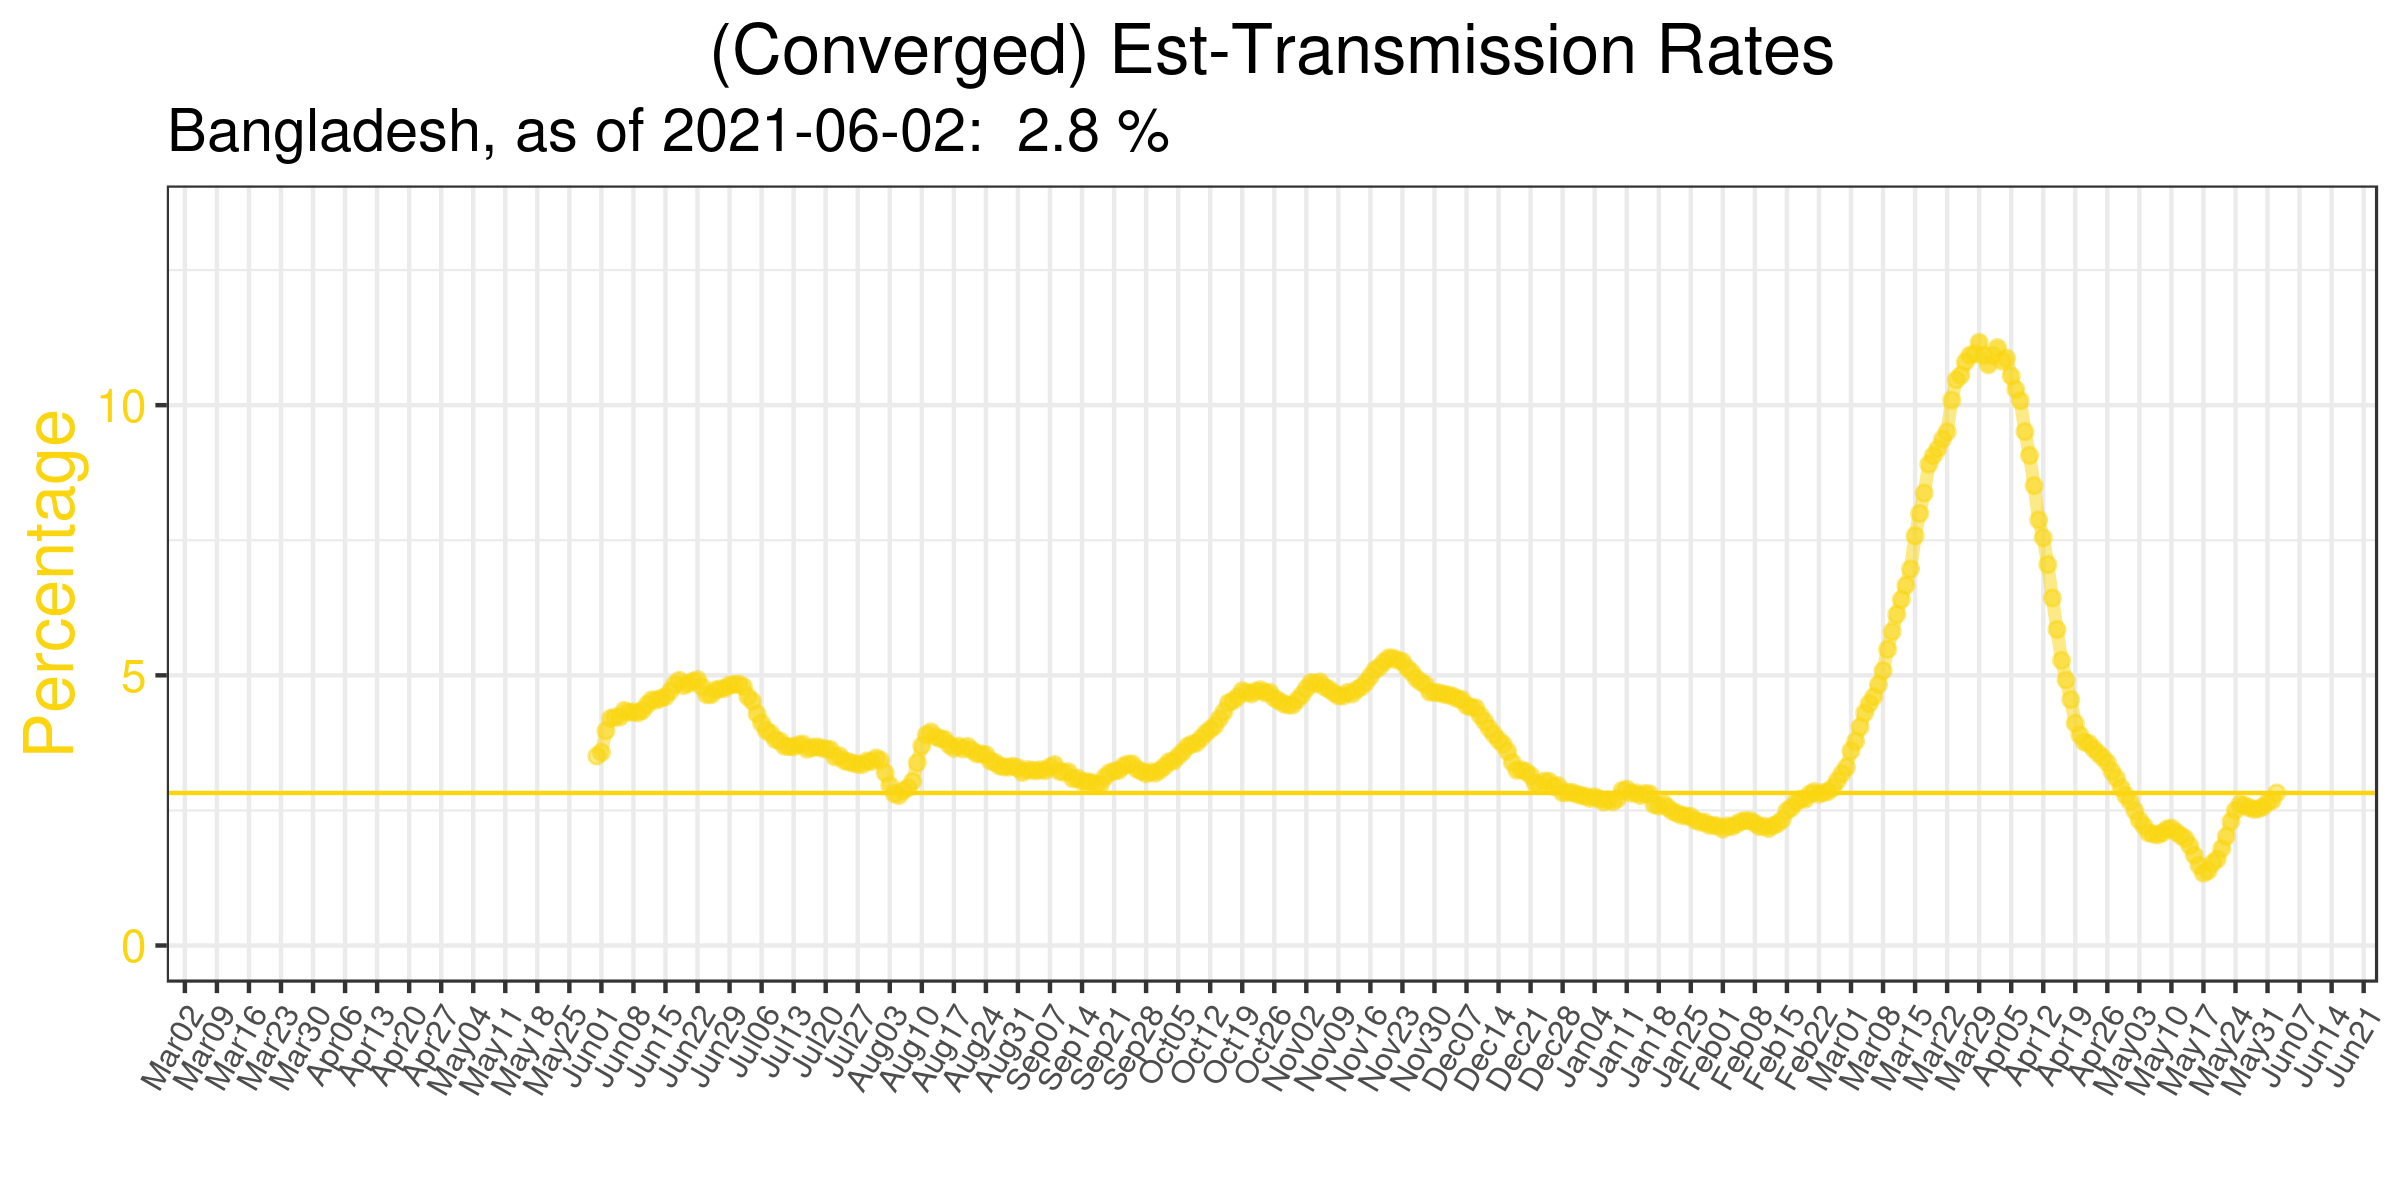 (Converged) Est-Transmission Rates
Bangladesh, as of 2021-06-02:  2.8 %
Percentage
10
5
0
Mar02
Mar09
Mar16
Mar23
Mar30
Apr06
Apr13
Apr20
Apr27
May04
May11
May18
May25
Jun01
Jun08
Jun15
Jun22
Jun29
Jul06
Jul13
Jul20
Jul27
Aug03
Aug10
Aug17
Aug24
Aug31
Sep07
Sep14
Sep21
Sep28
Oct05
Oct12
Oct19
Oct26
Nov02
Nov09
Nov16
Nov23
Nov30
Dec07
Dec14
Dec21
Dec28
Jan04
Jan11
Jan18
Jan25
Feb01
Feb08
Feb15
Feb22
Mar01
Mar08
Mar15
Mar22
Mar29
Apr05
Apr12
Apr19
Apr26
May03
May10
May17
May24
May31
Jun07
Jun14
Jun21